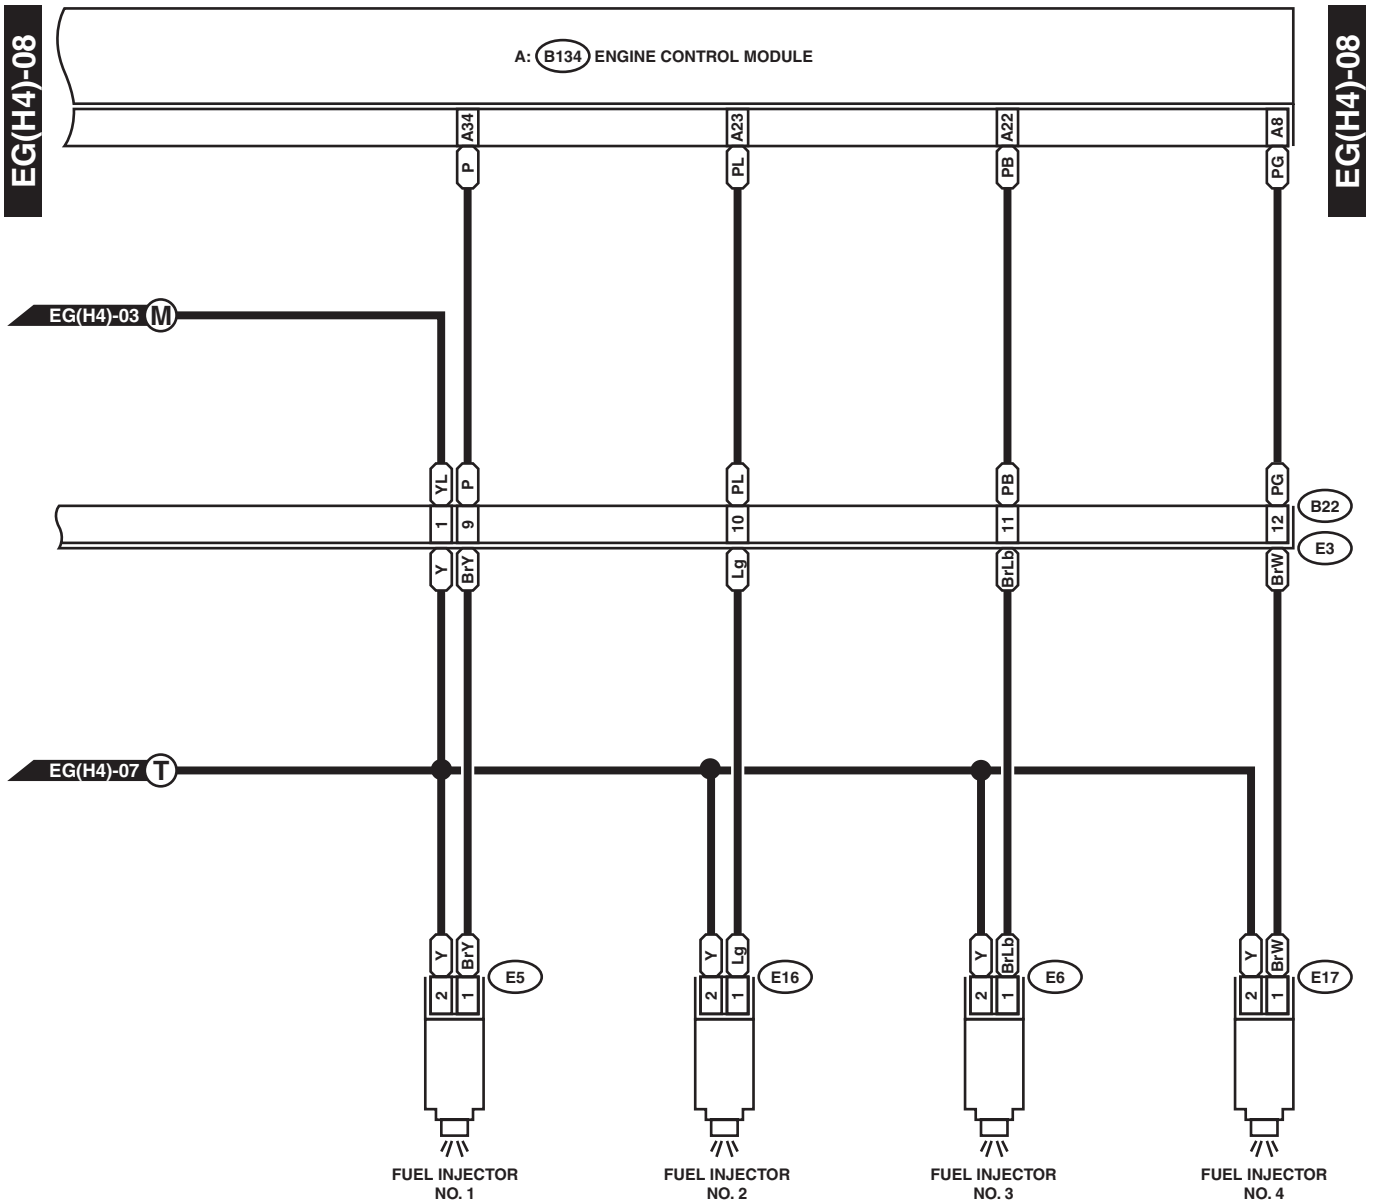 EG(H4)-08
EG(H4)-08
A: B134 ENGINE CONTROL MODULE
A34 A23 A22 A8
P PL PB PG
EG(H4)-03 M
YL P PL PB PG
1 9 10 11 12 B22
E3
Y BrY Lg BrLb BrW
EG(H4)-07 T
Y BrY Y Lg Y BrLb Y BrW
E5 E16 E6 E17
2 1 2 1 2 1 2 1
FUEL INJECTOR
NO. 1
FUEL INJECTOR
NO. 2
FUEL INJECTOR
NO. 3
FUEL INJECTOR
NO. 4